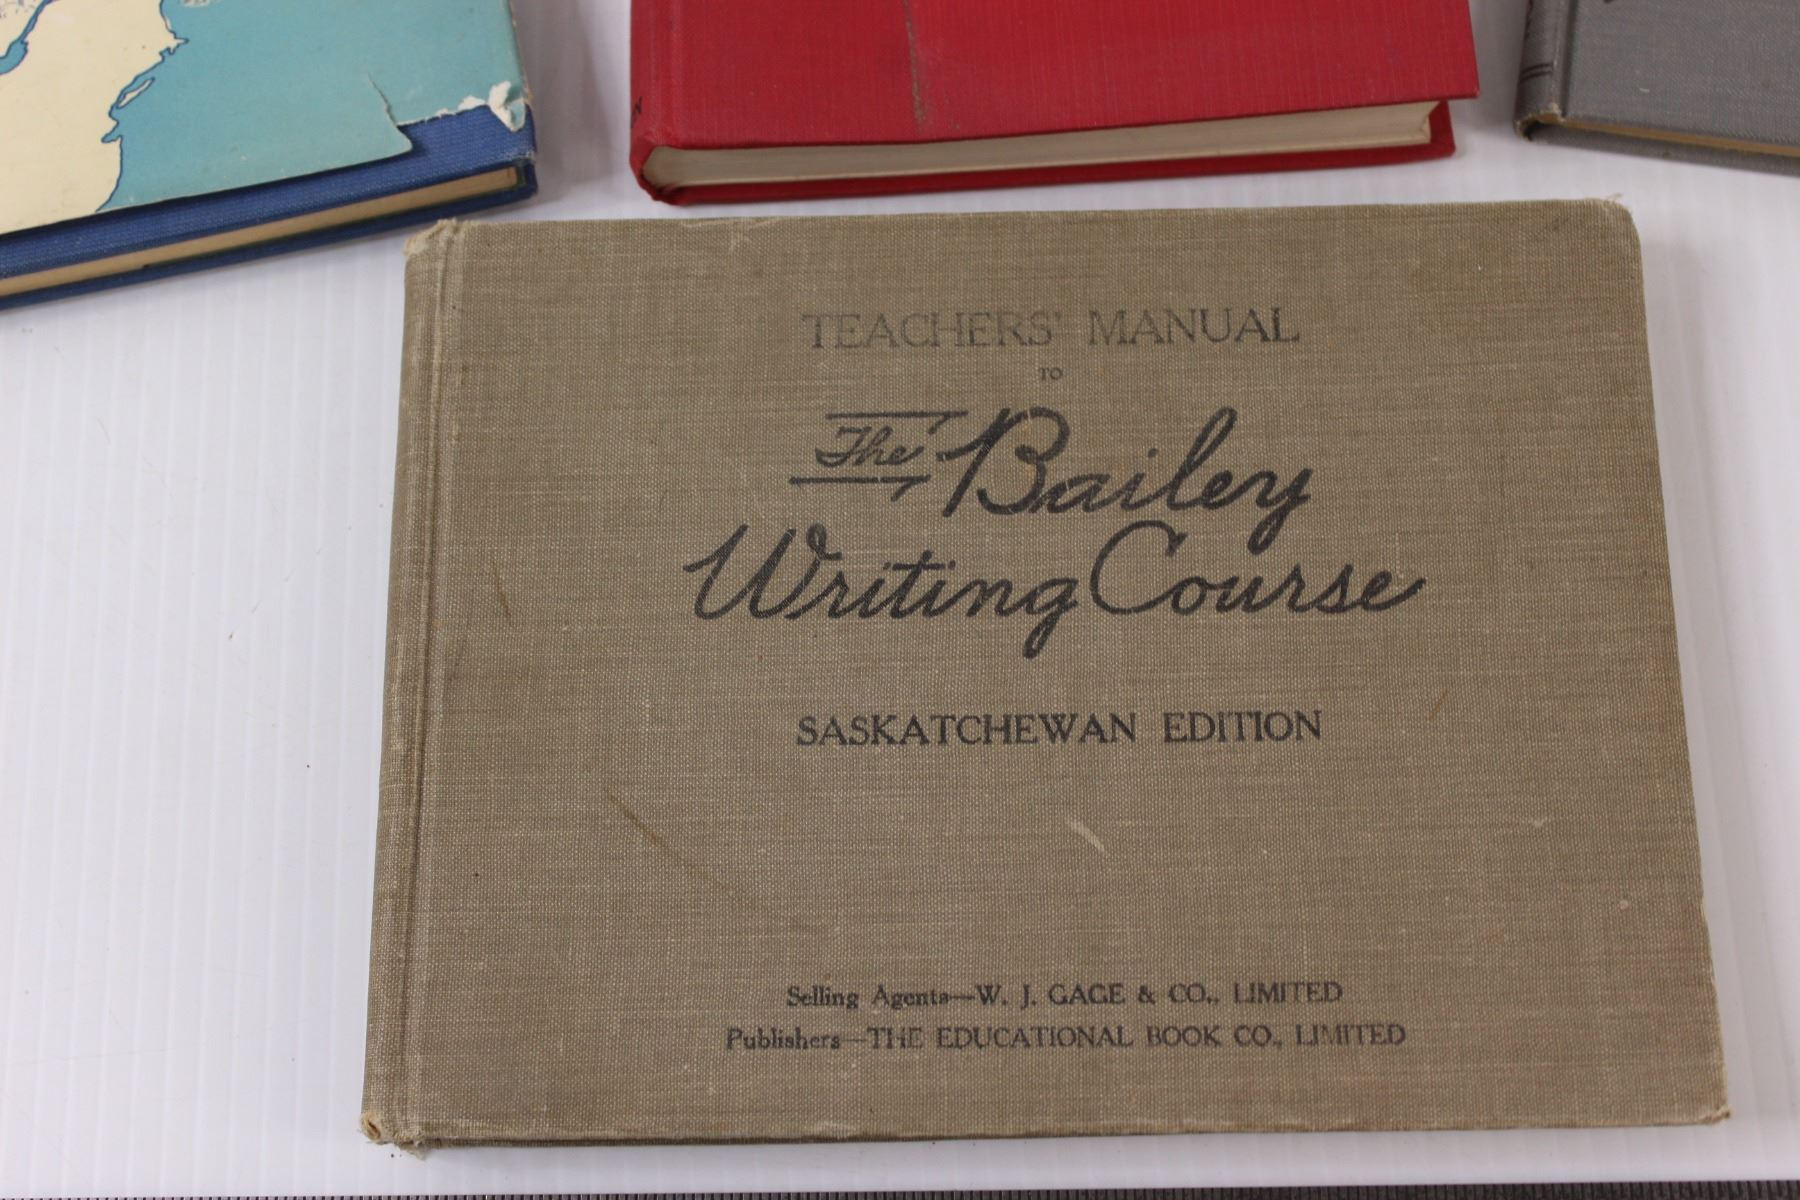 TEACHERS' MANUAL
TO
The Bailey
Writing Course
SASKATCHEWAN EDITION
Selling Agents—W. J. GAGE & CO., LIMITED
Publishers—THE EDUCATIONAL BOOK CO., LIMITED